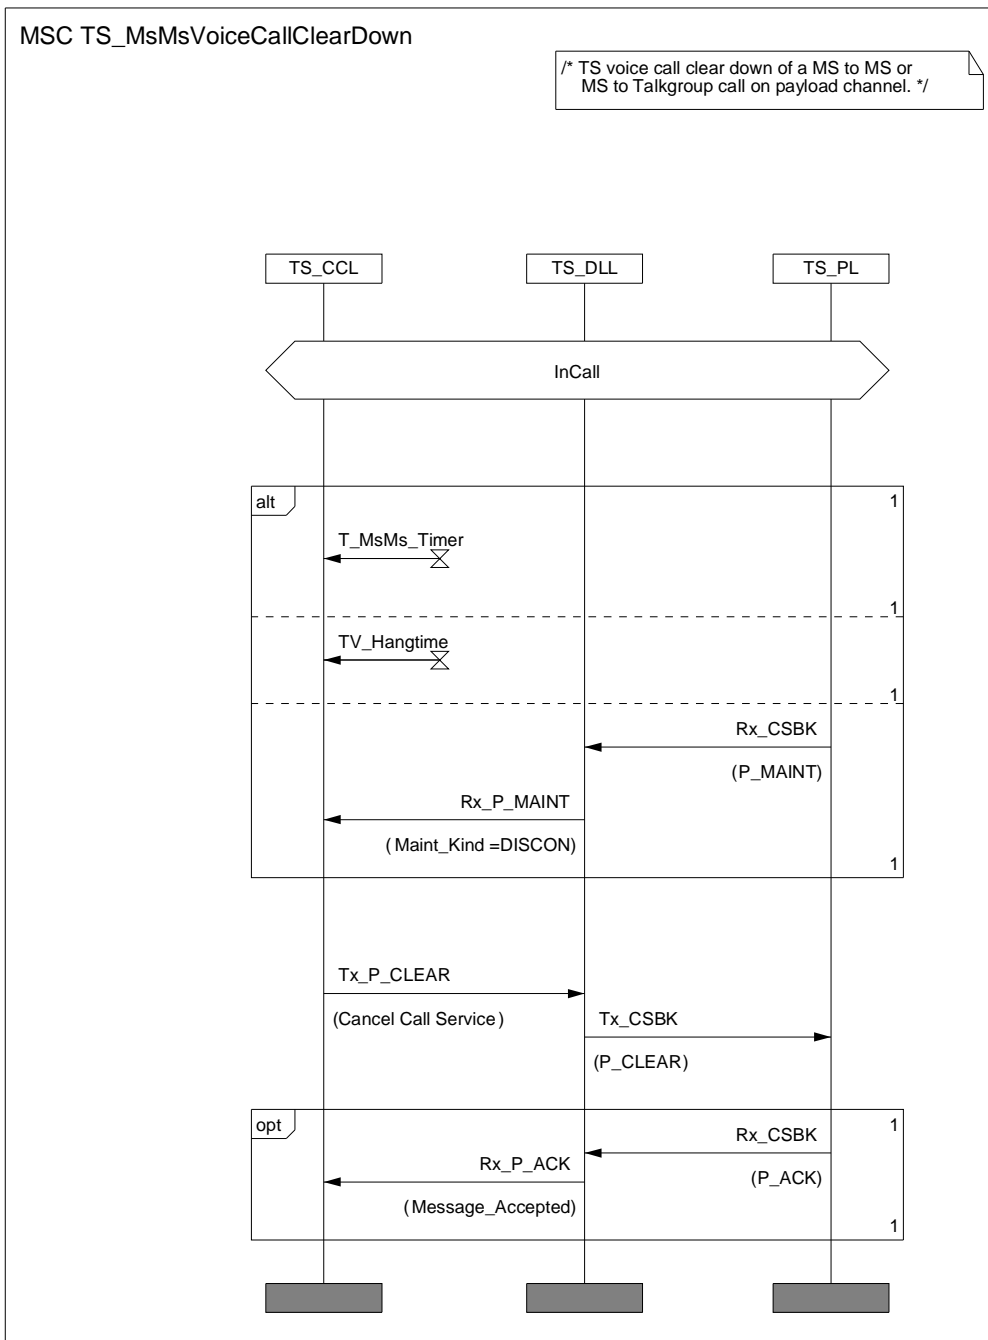 MSC TS_MsMsVoiceCallClearDown
/* TS voice call clear down of a MS to MS or
MS to Talkgroup call on payload channel. */
TS_CCL TS_DLL TS_PL
InCall
alt 1
T_MsMs_Timer
1
TV_Hangtime
1
Rx_CSBK
(P_MAINT)
Rx_P_MAINT
( Maint_Kind =DISCON)
1
Tx_P_CLEAR
(Cancel Call Service )
Tx_CSBK
(P_CLEAR)
opt 1
Rx_CSBK
(P_ACK)
Rx_P_ACK
( Message_Accepted)
1